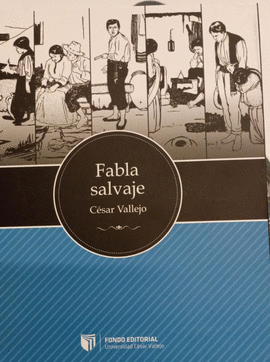 Fabla
salvaje
César Vallejo
FONDO EDITORIAL
Universidad César Vallejo